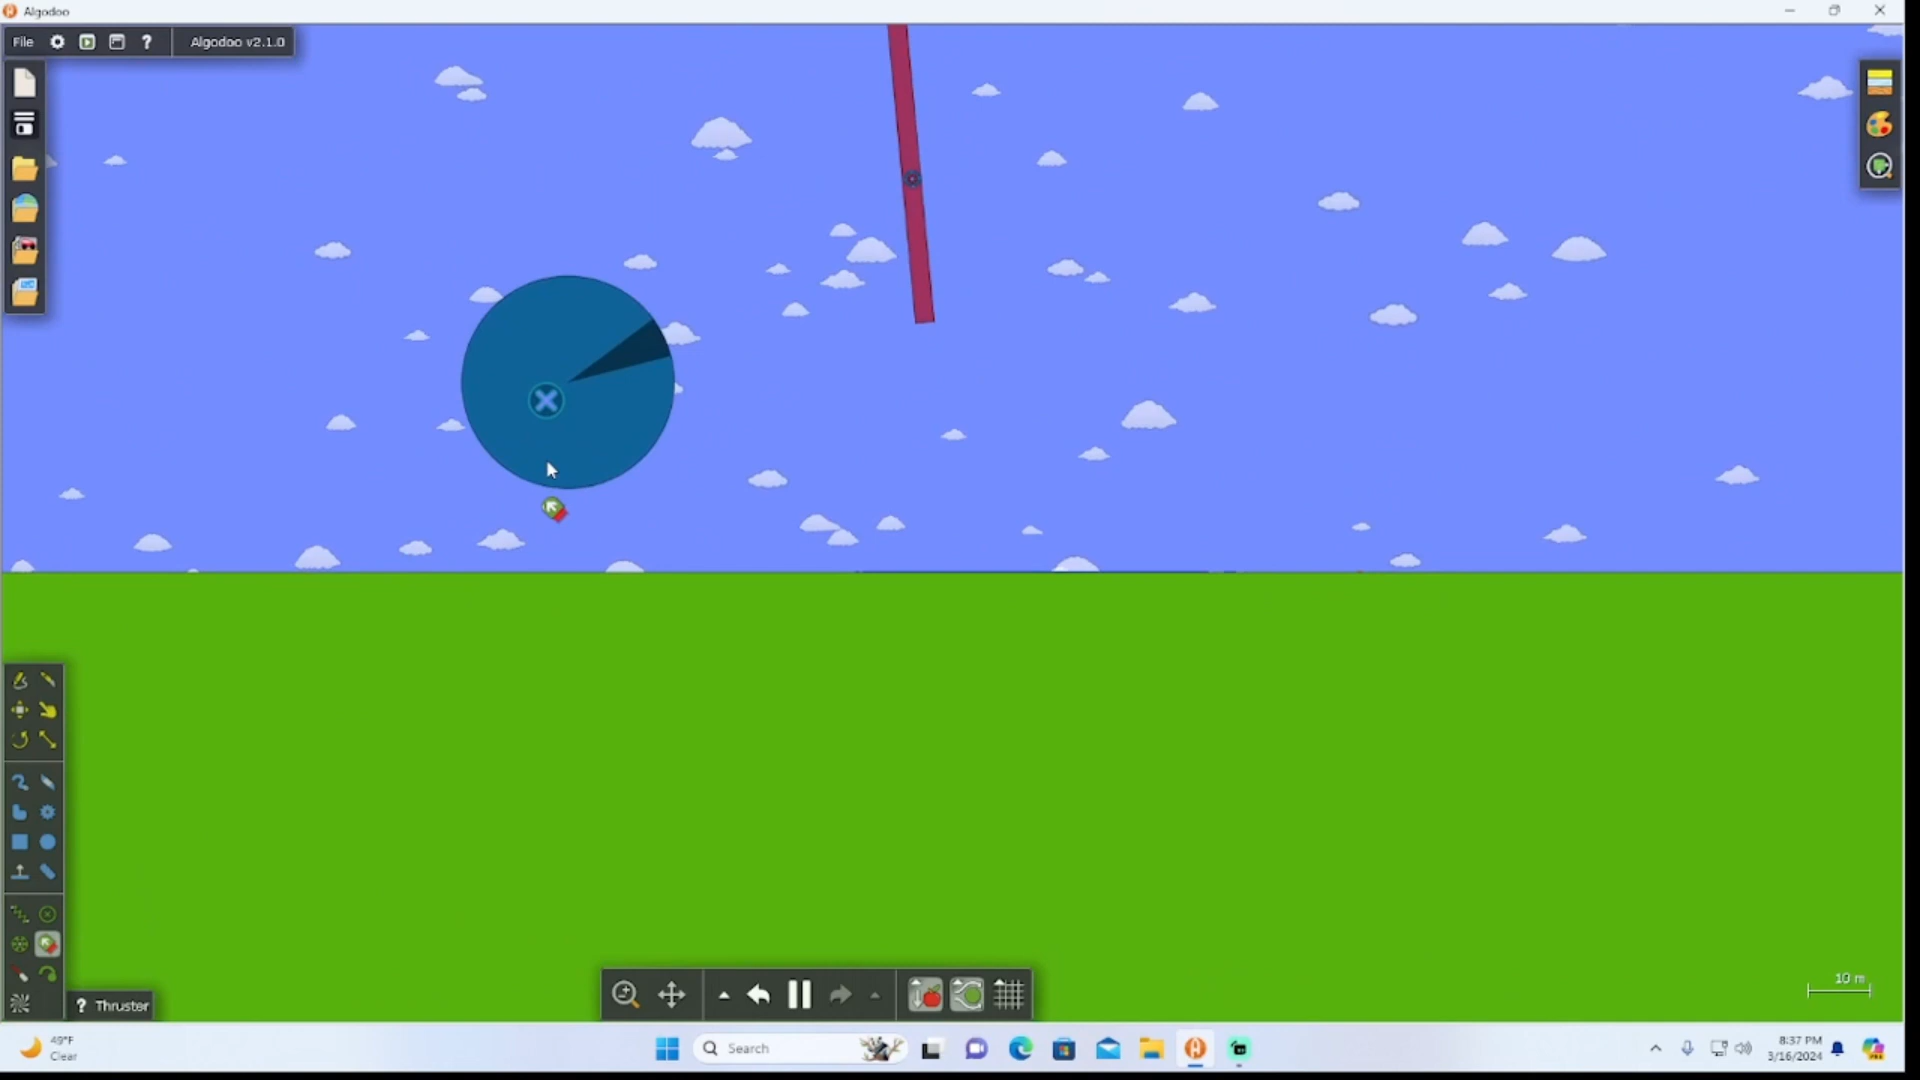 Algodoo
File ? Algodoo v2.1.0
10 m
? Thruster
49°F
Clear
Search
8:37 PM
3/16/2024